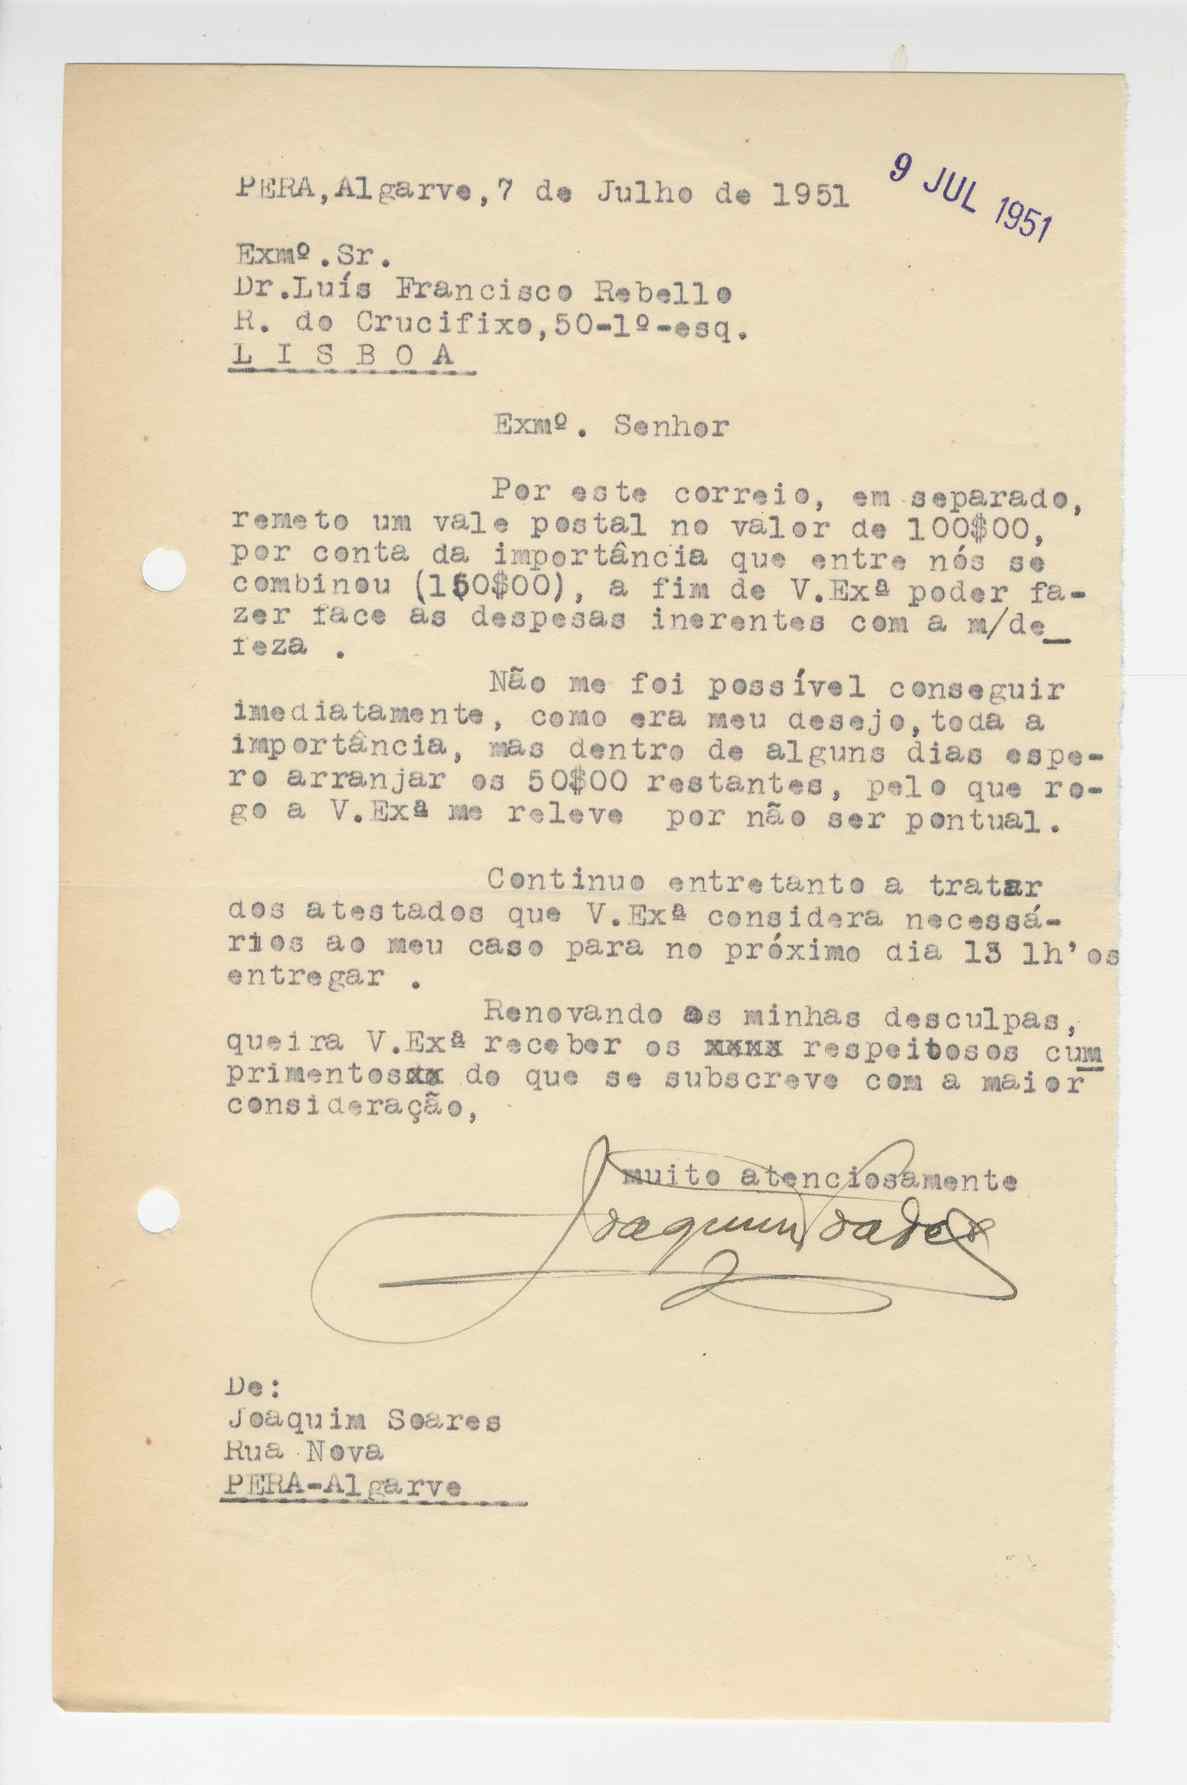 9 JUL 1951
PERA,Algarve,7 de Julho de 1951
Exmº.Sr.
Dr.Luís Francisco Rebello
R. do Crucifixo,50-1º-esq.
L I S B O A
Exmº. Senhor
Por este correio, em separado,
remeto um vale postal no valor de 100$00,
por conta da importância que entre nós se
combinou (150$00), a fim de V.Exª poder fa-
zer face as despesas inerentes com a m/de_
feza .
Não me foi possível conseguir
imediatamente, como era meu desejo,toda a
importância, mas dentro de alguns dias espe-
ro arranjar os 50$00 restantes, pelo que ro-
go a V.Exª me releve por não ser pontual.
Continuo entretanto a tratar
dos atestados que V.Exª considera necessá-
rios ao meu caso para no próximo dia 13 lh'os
entregar .
Renovando as minhas desculpas,
queira V.Exª receber os xxxx respeitosos cum
primentosxx do que se subscreve com a maior
consideração,
muito atenciosamente
Joaquim Soares
De:
Joaquim Soares
Rua Nova
PERA-Algarve